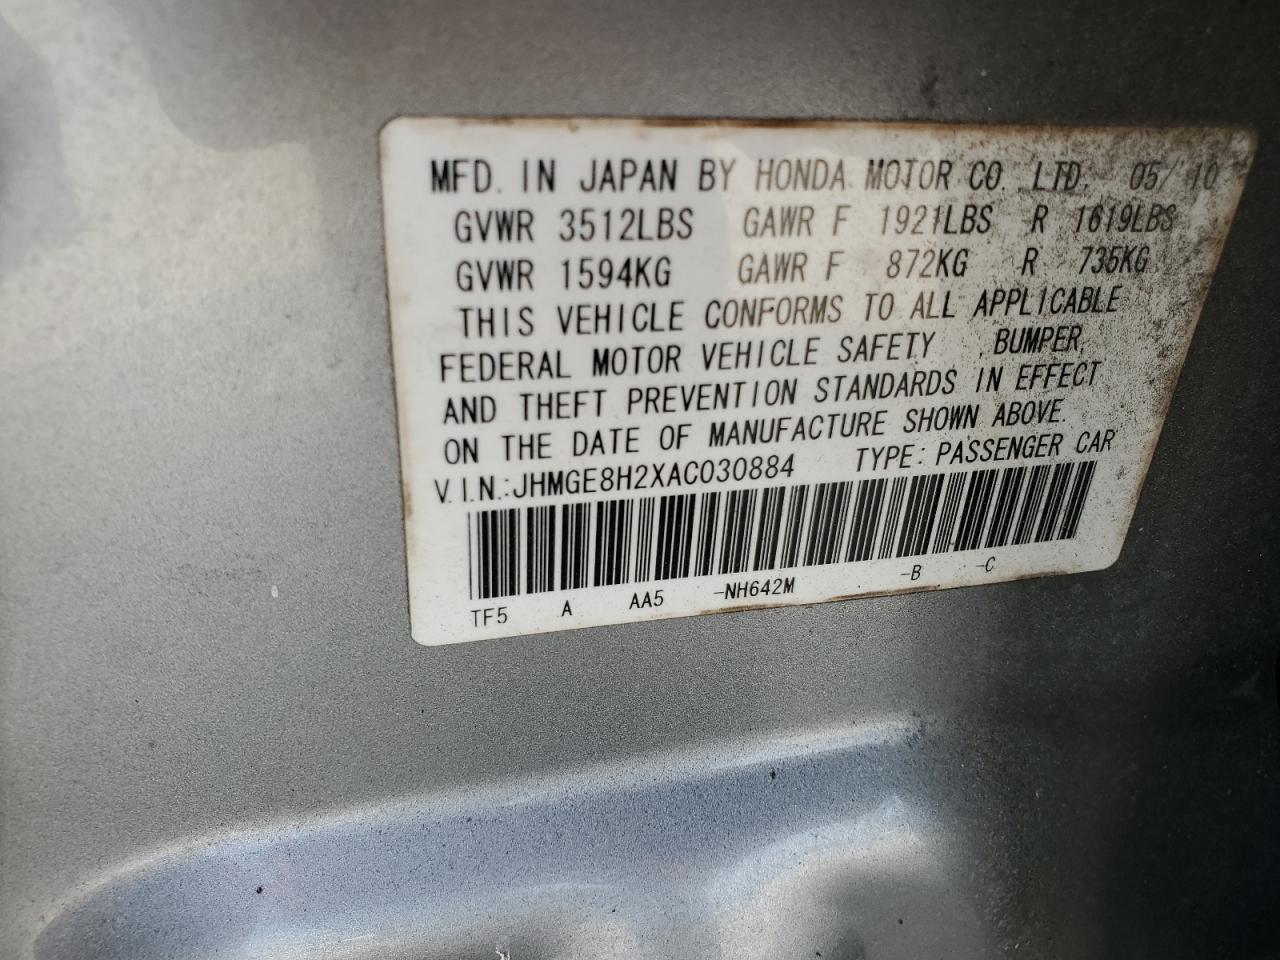 MFD. IN JAPAN BY HONDA MOTOR CO. LTD. 05/10
GVWR 3512LBS GAWR F 1921LBS R 1619LBS
GVWR 1594KG GAWR F 872KG R 735KG
THIS VEHICLE CONFORMS TO ALL APPLICABLE
FEDERAL MOTOR VEHICLE SAFETY , BUMPER,
AND THEFT PREVENTION STANDARDS IN EFFECT
ON THE DATE OF MANUFACTURE SHOWN ABOVE.
V.I.N.:JHMGE8H2XAC030884 TYPE: PASSENGER CAR
TF5 A AA5 -NH642M -B -C